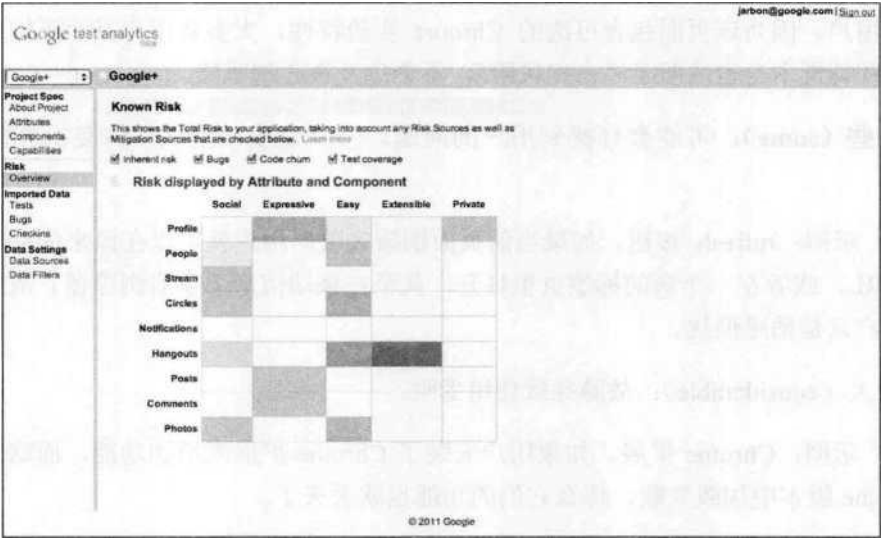 jarbon@google.com | Sign out
Google test analytics
Google+
Google+
Project Spec
About Project
Attributes
Components
Capabilities
Risk
Overview
Imported Data
Tests
Bugs
Checkins
Data Settings
Data Sources
Data Filters
Known Risk
This shows the Total Risk to your application, taking into account any Risk Sources as well as
Mitigation Sources that are checked below. Learn more
Inherent risk Bugs Code churn Test coverage
Risk displayed by Attribute and Component
Social Expressive Easy Extensible Private
Profile
People
Stream
Circles
Notifications
Hangouts
Posts
Comments
Photos
© 2011 Google